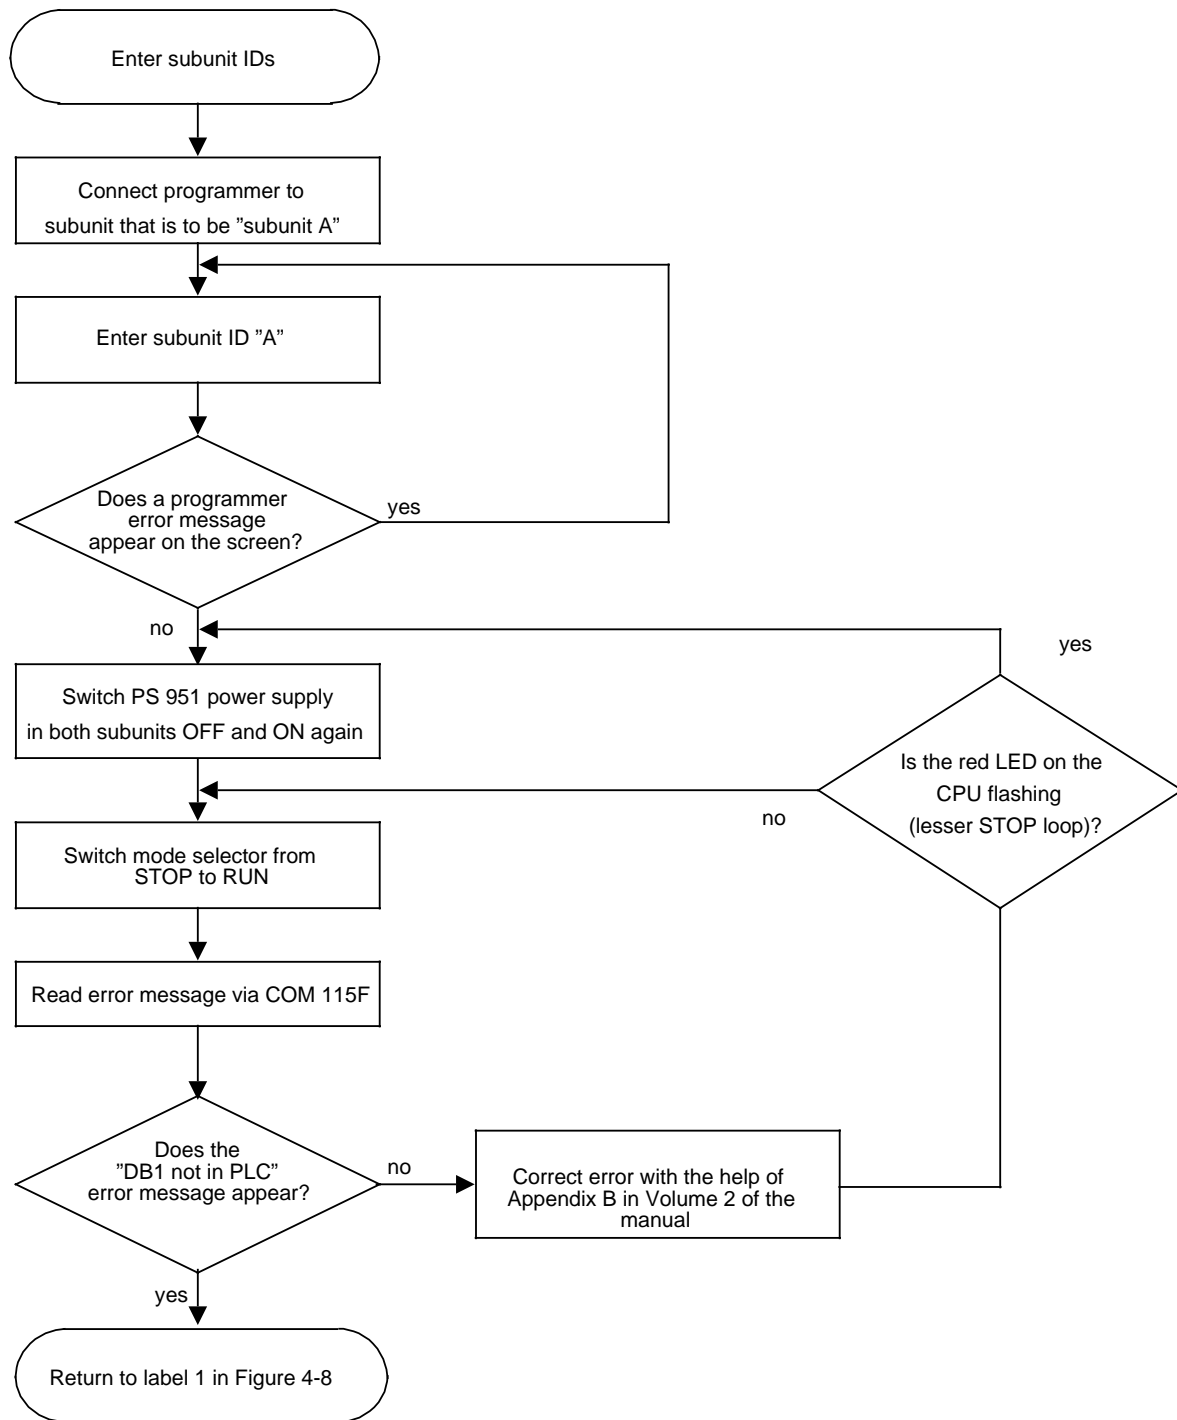 Enter subunit IDs
Connect programmer to
subunit that is to be ”subunit A”
Enter subunit ID ”A”
Does a programmer
error message
appear on the screen?
yes
no
Switch PS 951 power supply
in both subunits OFF and ON again
yes
Is the red LED on the
CPU flashing
(lesser STOP loop)?
no
Switch mode selector from
STOP to RUN
Read error message via COM 115F
Does the
”DB1 not in PLC”
error message appear?
no
Correct error with the help of
Appendix B in Volume 2 of the
manual
yes
Return to label 1 in Figure 4-8